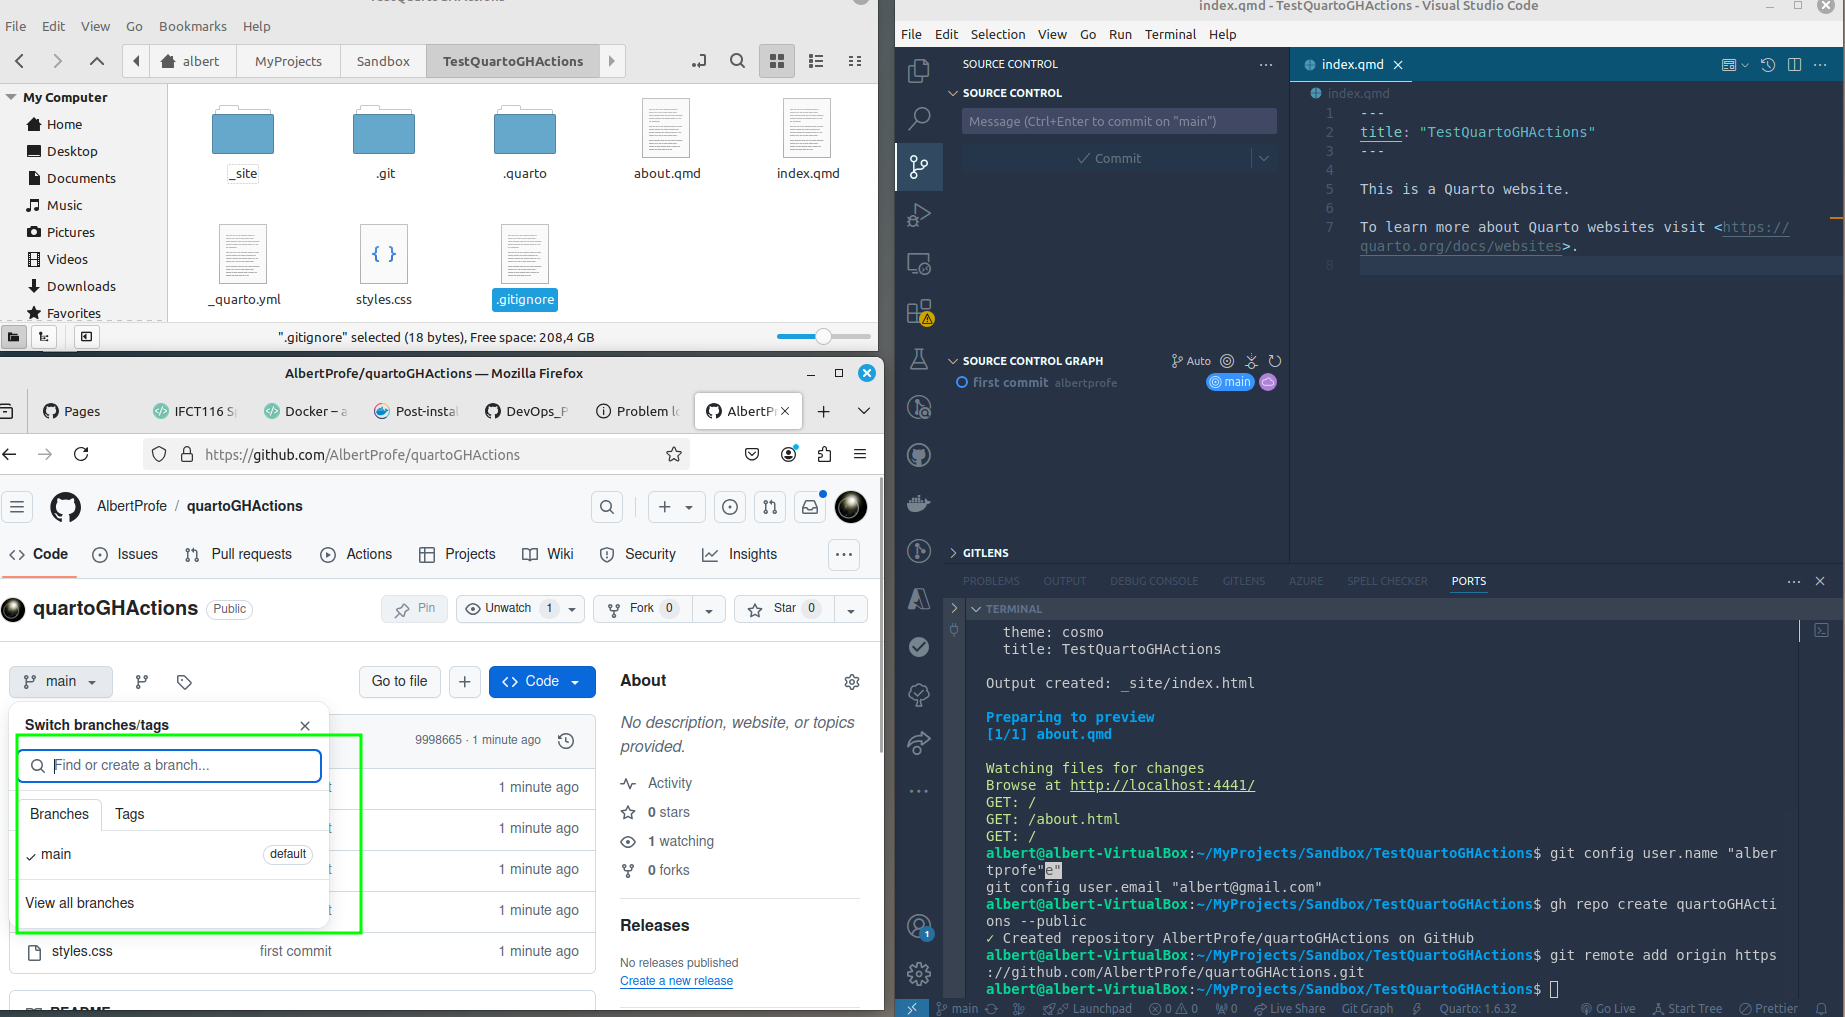 TestQuartoGHActions
File Edit View Go Bookmarks Help
albert MyProjects Sandbox TestQuartoGHActions
My Computer
Home
Desktop
Documents
Music
Pictures
Videos
Downloads
Favorites
_site .git .quarto about.qmd index.qmd
_quarto.yml styles.css .gitignore
".gitignore" selected (18 bytes), Free space: 208,4 GB
AlbertProfe/quartoGHActions — Mozilla Firefox
Pages IFCT116 Docker – Post-instal DevOps_P Problem AlbertP
https://github.com/AlbertProfe/quartoGHActions
AlbertProfe / quartoGHActions
Code Issues Pull requests Actions Projects Wiki Security Insights
quartoGHActions Public Pin Unwatch 1 Fork 0 Star 0
main Go to file Code
Switch branches/tags
Find or create a branch...
Branches Tags
main default
View all branches
9998665 · 1 minute ago
1 minute ago
1 minute ago
1 minute ago
1 minute ago
styles.css first commit 1 minute ago
README
About
No description, website, or topics
provided.
Activity
0 stars
1 watching
0 forks
Releases
No releases published
Create a new release
index.qmd - TestQuartoGHActions - Visual Studio Code
File Edit Selection View Go Run Terminal Help
SOURCE CONTROL
SOURCE CONTROL
Message (Ctrl+Enter to commit on "main")
Commit
SOURCE CONTROL GRAPH Auto
first commit albertprofe main
GITLENS
index.qmd
index.qmd
1 ---
2 title: "TestQuartoGHActions"
3 ---
4
5 This is a Quarto website.
6
7 To learn more about Quarto websites visit <https://
quarto.org/docs/websites>.
8
PROBLEMS OUTPUT DEBUG CONSOLE GITLENS AZURE SPELL CHECKER PORTS
TERMINAL
theme: cosmo
title: TestQuartoGHActions
Output created: _site/index.html
Preparing to preview
[1/1] about.qmd
Watching files for changes
Browse at http://localhost:4441/
GET: /
GET: /about.html
GET: /
albert@albert-VirtualBox:~/MyProjects/Sandbox/TestQuartoGHActions$ git config user.name "alber
tprofe"e"
git config user.email "albert@gmail.com"
albert@albert-VirtualBox:~/MyProjects/Sandbox/TestQuartoGHActions$ gh repo create quartoGHActi
ons --public
✓ Created repository AlbertProfe/quartoGHActions on GitHub
albert@albert-VirtualBox:~/MyProjects/Sandbox/TestQuartoGHActions$ git remote add origin https
://github.com/AlbertProfe/quartoGHActions.git
albert@albert-VirtualBox:~/MyProjects/Sandbox/TestQuartoGHActions$
1
main Launchpad 0 0 0 Live Share Git Graph Quarto: 1.6.32 Go Live Start Tree Prettier